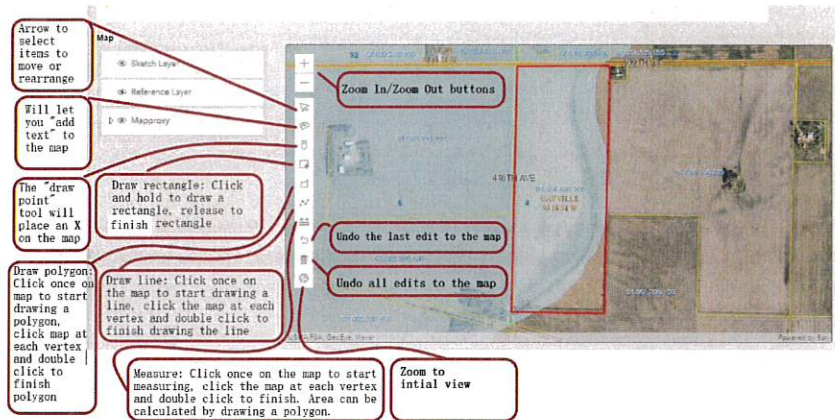 Arrow to
select
items to
move or
rearrange
Map
Sketch Layer
Reference Layer
Mapproxy
Will let
you "add
text" to
the map
Zoom In/Zoom Out buttons
The "draw
point"
tool will
place an X
on the map
Draw rectangle: Click
and hold to draw a
rectangle, release to
finish rectangle
448TH AVE
Undo the last edit to the map
Undo all edits to the map
Draw polygon:
Click once on
map to start
drawing a
polygon,
click map at
each vertex
and double
click to
finish
polygon
Draw line: Click once on
the map to start drawing a
line, click the map at each
vertex and double click to
finish drawing the line
Measure: Click once on the map to start
measuring, click the map at each vertex
and double click to finish. Area can be
calculated by drawing a polygon.
Zoom to
intial view
Powered by Esri